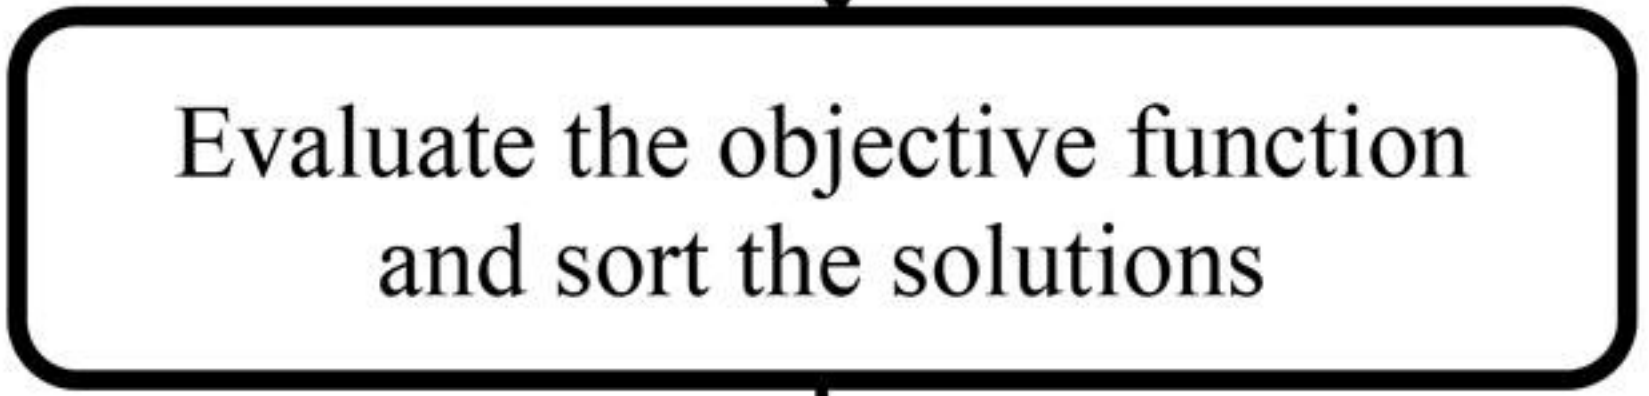 Evaluate the objective function
and sort the solutions